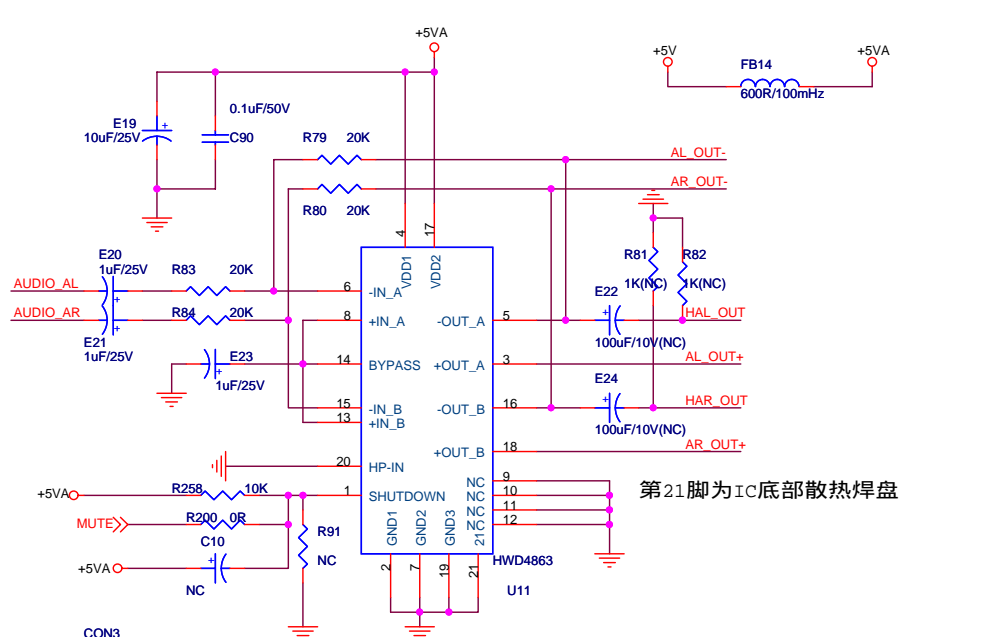 +5VA
+5V
+5VA
FB14
600R/100mHz
0.1uF/50V
E19
10uF/25V
+
C90
R79 20K
AL_OUT-
AR_OUT-
R80 20K
4
17
VDD1
VDD2
E20
1uF/25V
R83 20K
AUDIO_AL
+
6
-IN_A
R81
R82
1K(NC)
1K(NC)
AUDIO_AR
R84 20K
+
8
+IN_A
-OUT_A
5
E22
+
HAL_OUT
E21
1uF/25V
100uF/10V(NC)
E23
+
1uF/25V
14
BYPASS
+OUT_A
3
AL_OUT+
E24
+
15
-IN_B
-OUT_B
16
HAR_OUT
13
+IN_B
100uF/10V(NC)
+OUT_B
18
AR_OUT+
20
HP-IN
NC
9
+5VA
R258 10K
1
SHUTDOWN
NC
10
第21脚为IC底部散热焊盘
NC
11
MUTE
R200 0R
NC
12
R91
NC
C10
+
+5VA
NC
GND1
GND2
GND3
21
2
7
19
21
HWD4863
U11
CON3